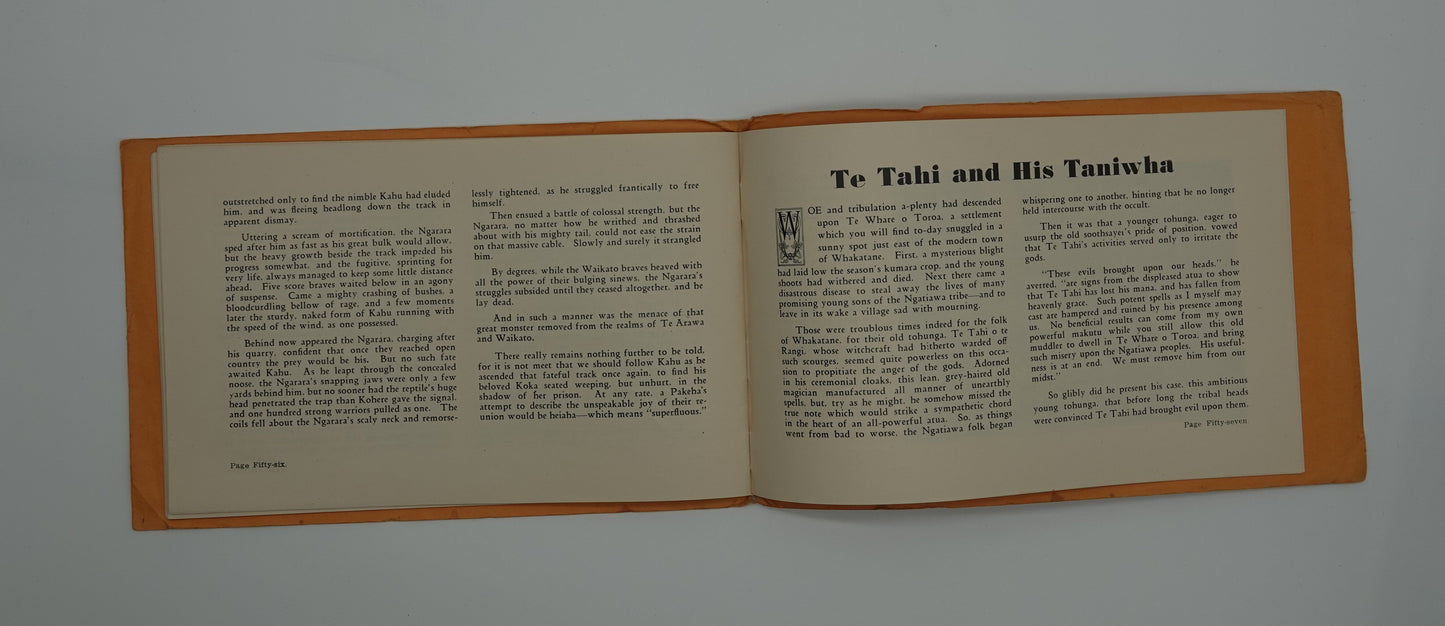 outstretched only to find the nimble Kahu had eluded
him, and was fleeing headlong down the track in
apparent dismay.
Uttering a scream of mortification, the Ngarara
sped after him as fast as his great bulk would allow,
but the heavy growth beside the track impeded his
progress somewhat, and the fugitive, sprinting for
very life, always managed to keep some little distance
ahead. Five score braves waited below in an agony
of suspense. Came a mighty crashing of bushes, a
bloodcurdling bellow of rage, and a few moments
later the sturdy, naked form of Kahu running with
the speed of the wind, as one possessed.
Behind now appeared the Ngarara, charging after
his quarry, confident that once they reached open
country the prey would be his. But no such fate
awaited Kahu. As he leapt through the concealed
noose, the Ngarara's snapping jaws were only a few
yards behind him, but no sooner had the reptile's huge
head penetrated the trap than Kohere gave the signal,
and one hundred strong warriors pulled as one. The
coils fell about the Ngarara's scaly neck and remorse-
Page Fifty-six.
lessly tightened, as he struggled frantically to free
himself.
Then ensued a battle of colossal strength, but the
Ngarara, no matter how he writhed and thrashed
about with his mighty tail, could not ease the strain
on that massive cable. Slowly and surely it strangled
him.
By degrees, while the Waikato braves heaved with
all the power of their bulging sinews, the Ngarara's
struggles subsided until they ceased altogether, and he
lay dead.
And in such a manner was the menace of that
great monster removed from the realms of Te Arawa
and Waikato.
There really remains nothing further to be told,
for it is not meet that we should follow Kahu as he
ascended that fateful track once again, to find his
beloved Koka seated weeping, but unhurt, in the
shadow of her prison. At any rate, a Pakeha's
attempt to describe the unspeakable joy of their re-
union would be heiaha—which means "superfluous."
Te Tahi and His Taniwha
WOE and tribulation a-plenty had descended
upon Te Whare o Toroa, a settlement
which you will find to-day snuggled in a
sunny spot just east of the modern town
of Whakatane. First, a mysterious blight
had laid low the season's kumara crop, and the young
shoots had withered and died. Next there came a
disastrous disease to steal away the lives of many
promising young sons of the Ngatiawa tribe—and to
leave in its wake a village sad with mourning.
Those were troublous times indeed for the folk
of Whakatane, for their old tohunga, Te Tahi o te
Rangi, whose witchcraft had hitherto warded off
such scourges, seemed quite powerless on this occa-
sion to propitiate the anger of the gods. Adorned
in his ceremonial cloaks, this lean, grey-haired old
magician manufactured all manner of unearthly
spells, but, try as he might, he somehow missed the
true note which would strike a sympathetic chord
in the heart of an all-powerful atua. So, as things
went from bad to worse, the Ngatiawa folk began
whispering one to another, hinting that he no longer
held intercourse with the occult.
Then it was that a younger tohunga, eager to
usurp the old soothsayer's pride of position, vowed
that Te Tahi's activities served only to irritate the
gods.
"These evils brought upon our heads," he
averred, "are signs from the displeased atua to show
that Te Tahi has lost his mana, and has fallen from
heavenly grace. Such potent spells as I myself may
cast are hampered and ruined by his presence among
us. No beneficial results can come from my own
powerful makutu while you still allow this old
muddler to dwell in Te Whare o Toroa, and bring
such misery upon the Ngatiawa peoples. His useful-
ness is at an end. We must remove him from our
midst."
So glibly did he present his case, this ambitious
young tohunga, that before long the tribal heads
were convinced Te Tahi had brought evil upon them.
Page Fifty-seven